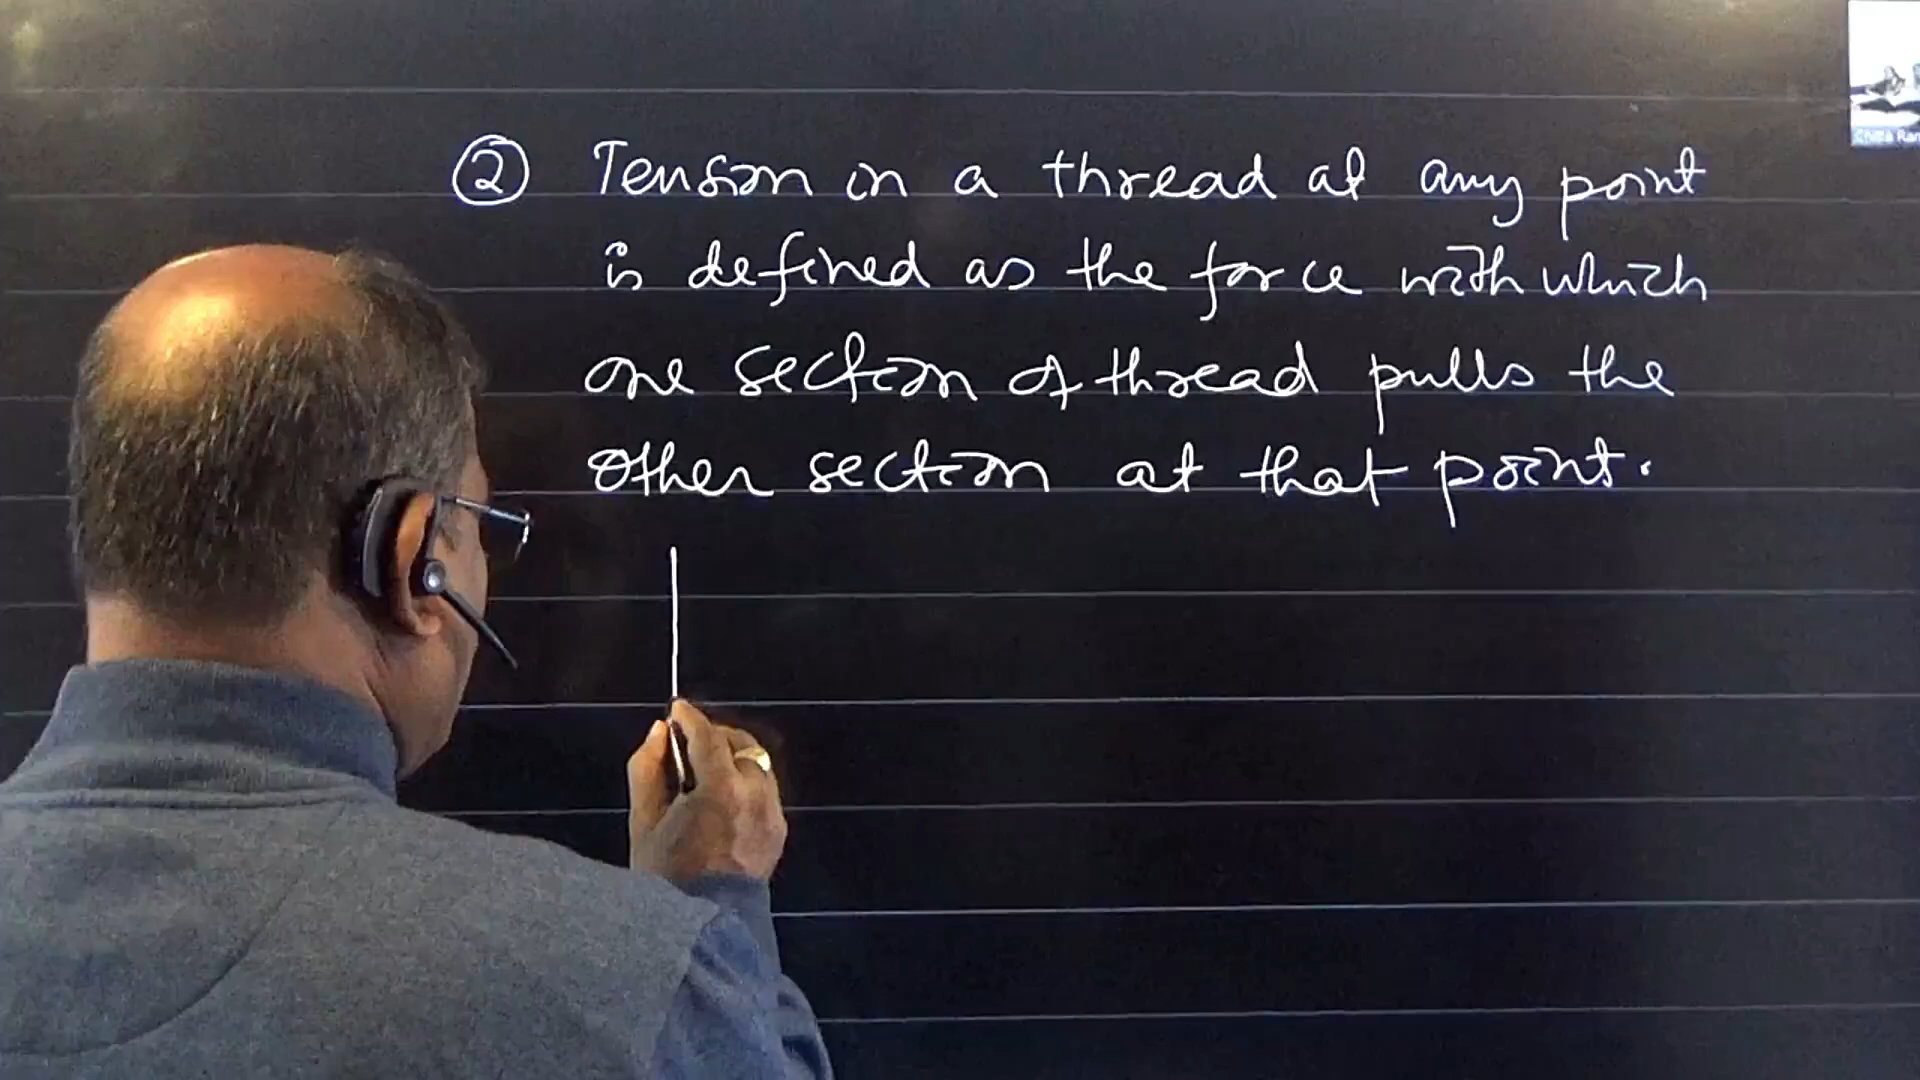 ② Tension in a thread at any point
is defined as the force with which
one section of thread pulls the
other section at that point.